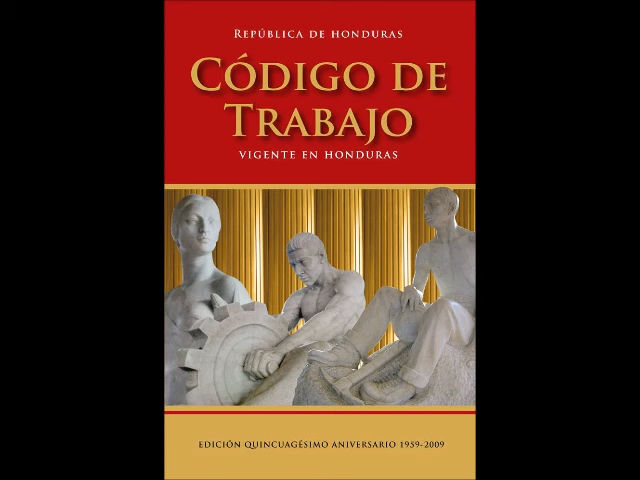 República de Honduras
Código de
Trabajo
vigente en Honduras
Edición Quincuagésimo Aniversario 1959-2009